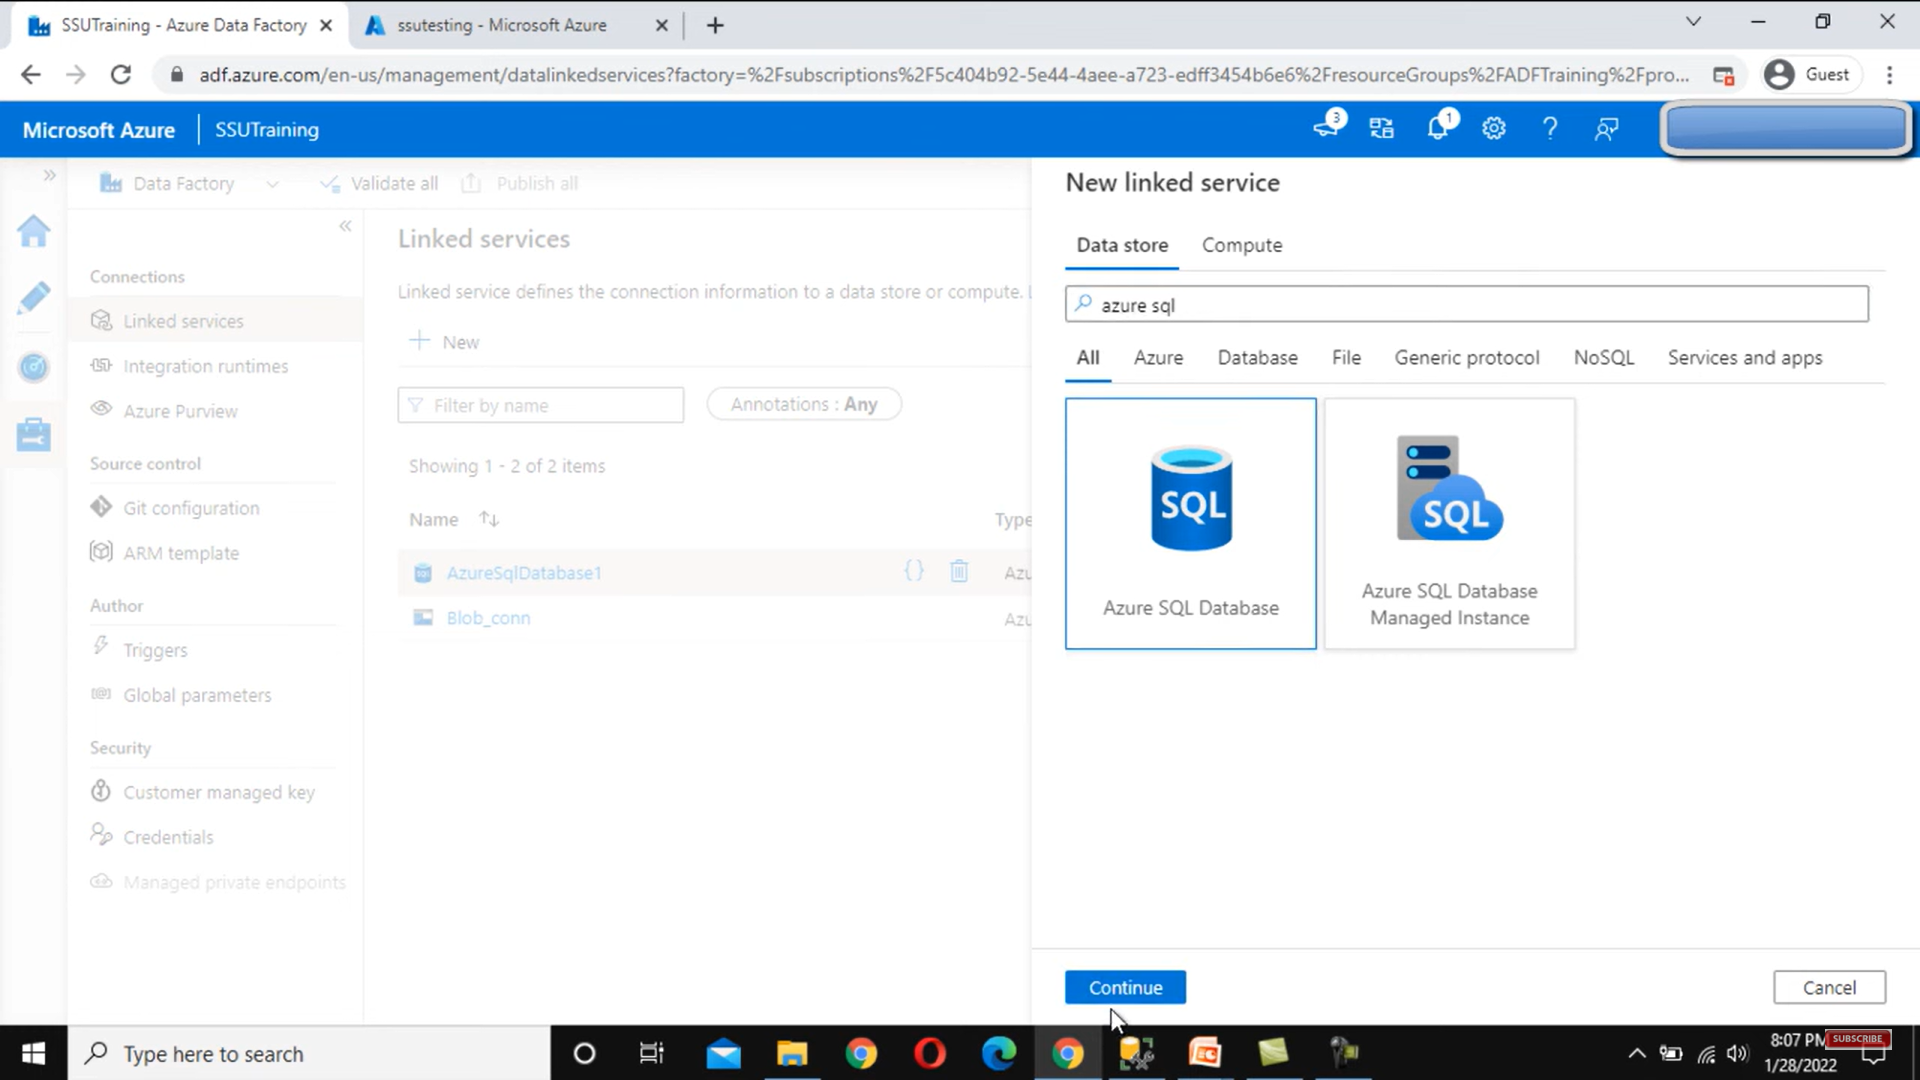 SSUTraining - Azure Data Factory
ssutesting - Microsoft Azure
adf.azure.com/en-us/management/datalinkedservices?factory=%2Fsubscriptions%2F5c404b92-5e44-4aee-a723-edff3454b6e6%2FresourceGroups%2FADFTraining%2Fpro...
Guest
Microsoft Azure
SSUTraining
3
1
Data Factory
Validate all
Publish all
Connections
Linked services
Integration runtimes
Azure Purview
Source control
Git configuration
ARM template
Author
Triggers
Global parameters
Security
Customer managed key
Credentials
Managed private endpoints
Linked services
Linked service defines the connection information to a data store or compute. L
New
Filter by name
Annotations : Any
Showing 1 - 2 of 2 items
Name
Type
AzureSqlDatabase1
Azu
Blob_conn
Azu
New linked service
Data store
Compute
azure sql
All
Azure
Database
File
Generic protocol
NoSQL
Services and apps
SQL
Azure SQL Database
SQL
Azure SQL Database
Managed Instance
Continue
Cancel
Type here to search
8:07 PM
1/28/2022
SUBSCRIBE